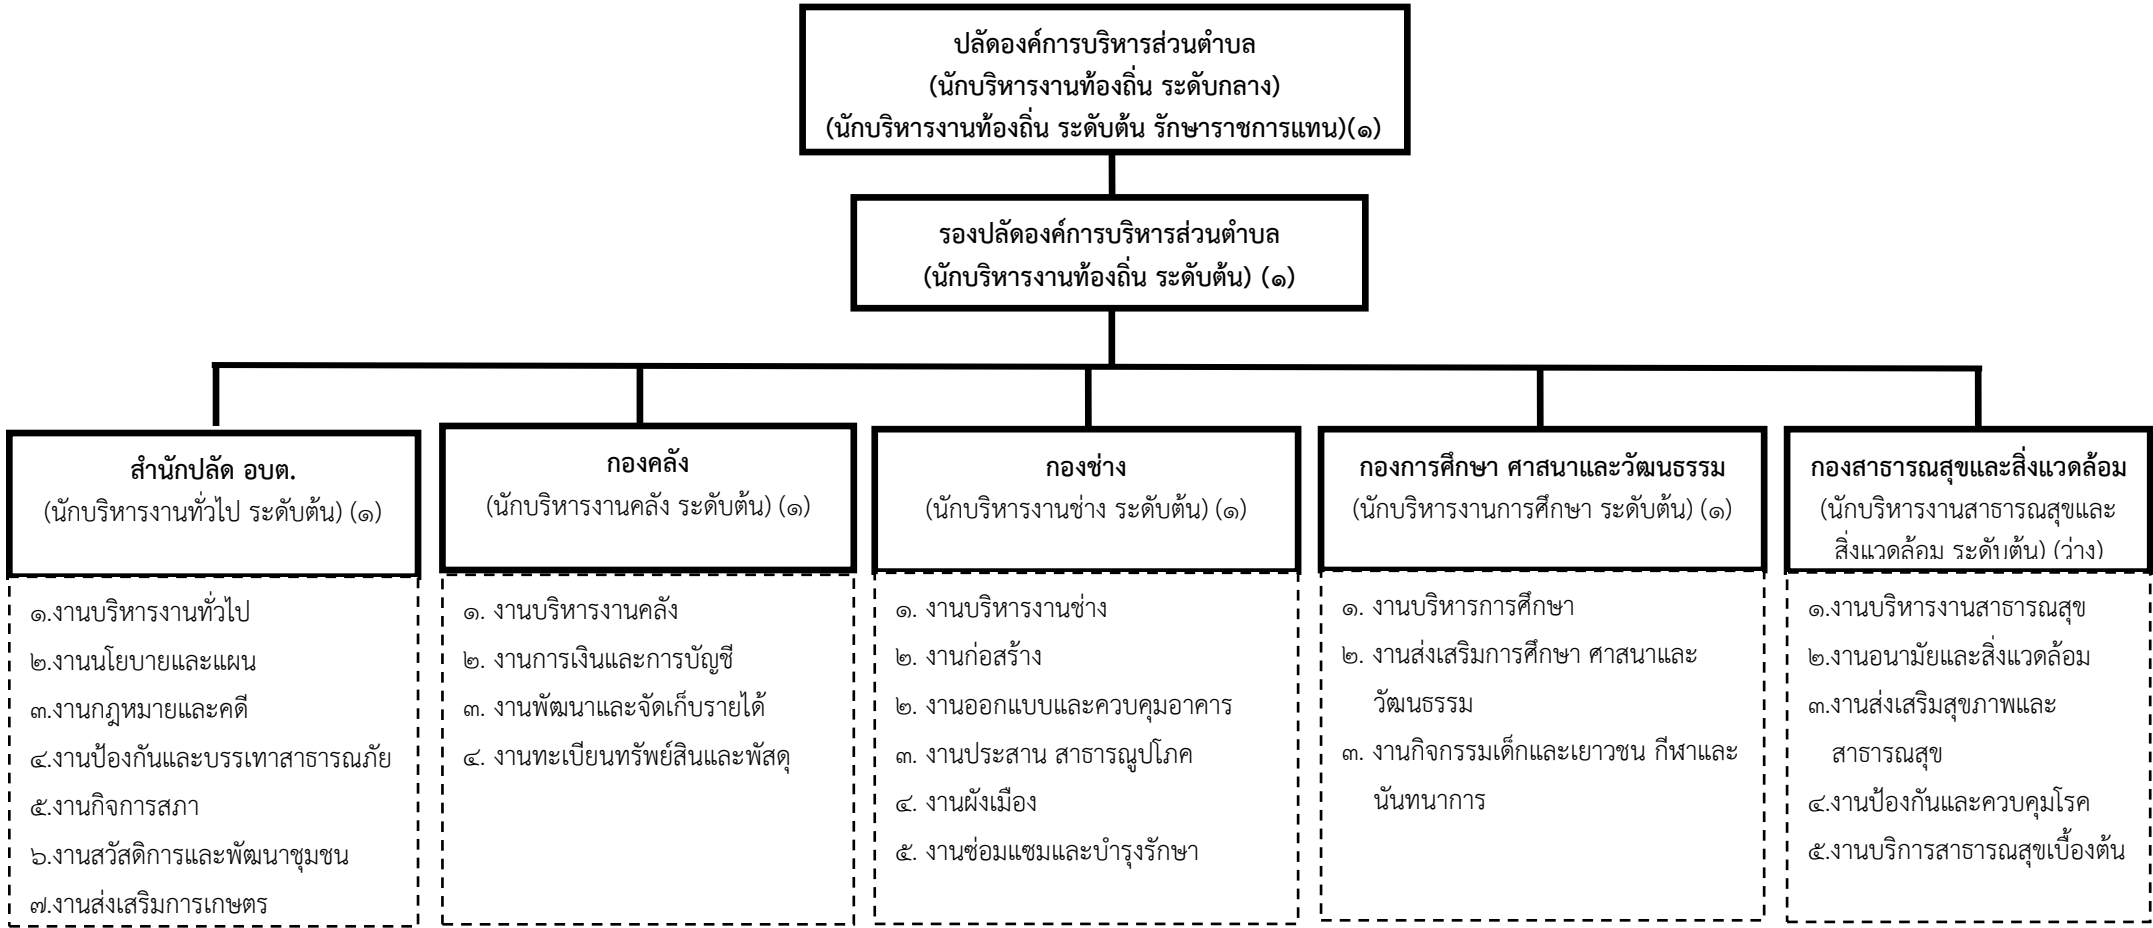 ปลัดองค์การบริหารส่วนตำบล
(นักบริหารงานท้องถิ่น ระดับกลาง)
(นักบริหารงานท้องถิ่น ระดับต้น รักษาราชการแทน)(๑)
รองปลัดองค์การบริหารส่วนตำบล
(นักบริหารงานท้องถิ่น ระดับต้น) (๑)
สำนักปลัด อบต.
(นักบริหารงานทั่วไป ระดับต้น) (๑)
๑.งานบริหารงานทั่วไป
๒.งานนโยบายและแผน
๓.งานกฎหมายและคดี
๔.งานป้องกันและบรรเทาสาธารณภัย
๕.งานกิจการสภา
๖.งานสวัสดิการและพัฒนาชุมชน
๗.งานส่งเสริมการเกษตร
กองคลัง
(นักบริหารงานคลัง ระดับต้น) (๑)
๑. งานบริหารงานคลัง
๒. งานการเงินและการบัญชี
๓. งานพัฒนาและจัดเก็บรายได้
๔. งานทะเบียนทรัพย์สินและพัสดุ
กองช่าง
(นักบริหารงานช่าง ระดับต้น) (๑)
๑. งานบริหารงานช่าง
๒. งานก่อสร้าง
๒. งานออกแบบและควบคุมอาคาร
๓. งานประสาน สาธารณูปโภค
๔. งานผังเมือง
๕. งานซ่อมแซมและบำรุงรักษา
กองการศึกษา ศาสนาและวัฒนธรรม
(นักบริหารงานการศึกษา ระดับต้น) (๑)
๑. งานบริหารการศึกษา
๒. งานส่งเสริมการศึกษา ศาสนาและ
วัฒนธรรม
๓. งานกิจกรรมเด็กและเยาวชน กีฬาและ
นันทนาการ
กองสาธารณสุขและสิ่งแวดล้อม
(นักบริหารงานสาธารณสุขและ
สิ่งแวดล้อม ระดับต้น) (ว่าง)
๑.งานบริหารงานสาธารณสุข
๒.งานอนามัยและสิ่งแวดล้อม
๓.งานส่งเสริมสุขภาพและ
สาธารณสุข
๔.งานป้องกันและควบคุมโรค
๕.งานบริการสาธารณสุขเบื้องต้น